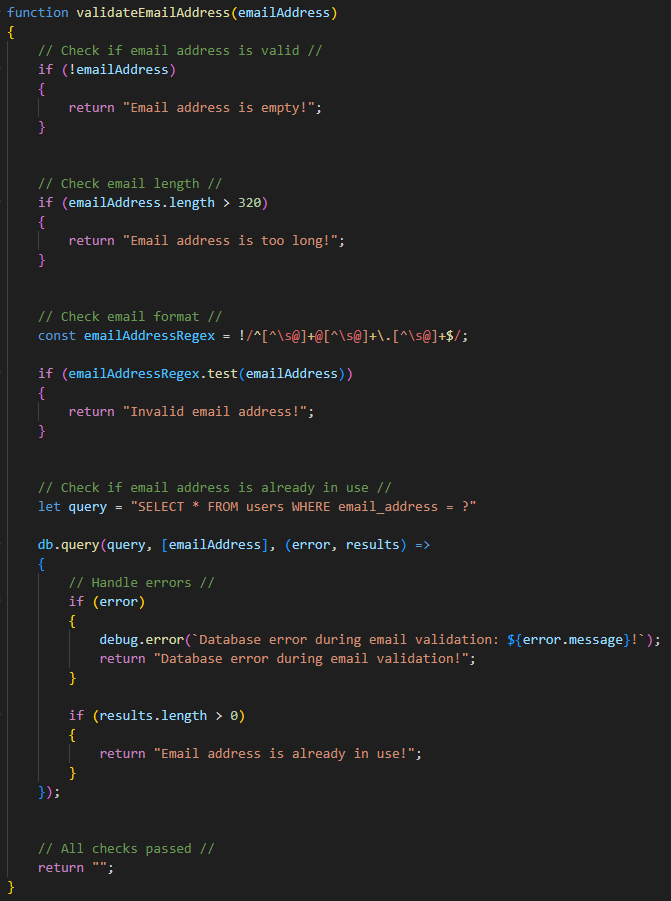 function validateEmailAddress(emailAddress)
{
    // Check if email address is valid //
    if (!emailAddress)
    {
        return "Email address is empty!";
    }

    // Check email length //
    if (emailAddress.length > 320)
    {
        return "Email address is too long!";
    }

    // Check email format //
    const emailAddressRegex = !/^[^\s@]+@[^\s@]+\.[^\s@]+$/;

    if (emailAddressRegex.test(emailAddress))
    {
        return "Invalid email address!";
    }

    // Check if email address is already in use //
    let query = "SELECT * FROM users WHERE email_address = ?"

    db.query(query, [emailAddress], (error, results) =>
    {
        // Handle errors //
        if (error)
        {
            debug.error(`Database error during email validation: ${error.message}!`);
            return "Database error during email validation!";
        }

        if (results.length > 0)
        {
            return "Email address is already in use!";
        }
    });

    // All checks passed //
    return "";
}